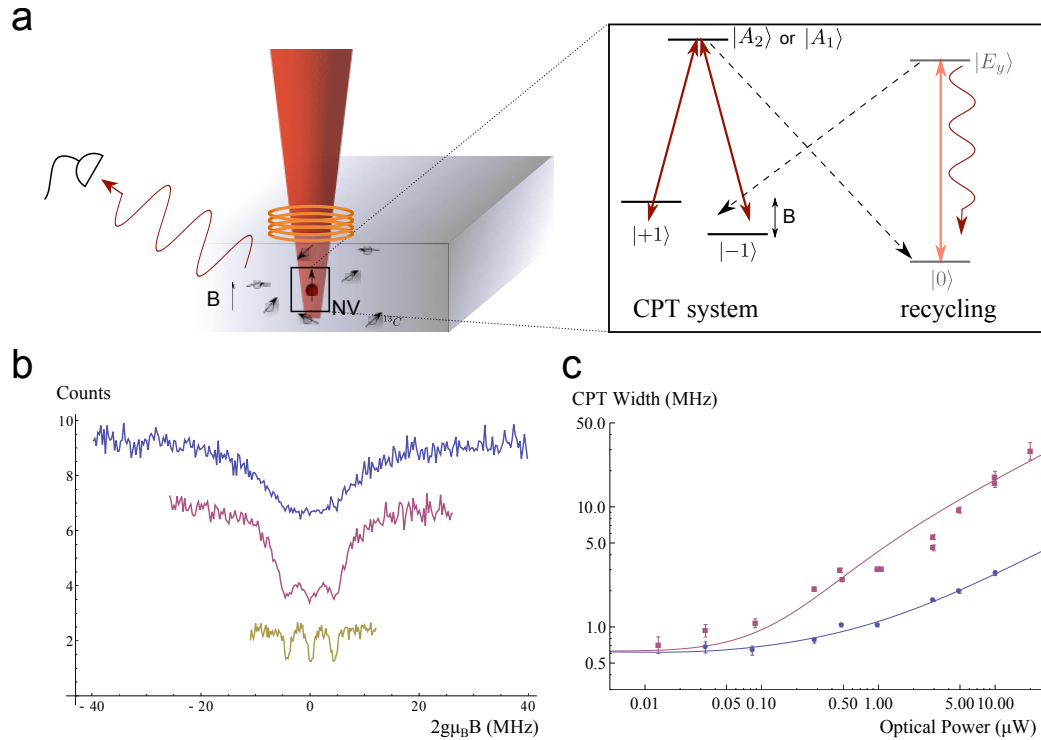 a
|A₂⟩ or |A₁⟩
|E_y⟩
B
|+1⟩
|−1⟩
|0⟩
B
NV
¹³C
CPT system
recycling
b
Counts
10
8
6
4
2
- 40
- 20
0
20
40
2gμ_BB (MHz)
c
CPT Width (MHz)
50.0
10.0
5.0
1.0
0.5
0.01
0.05
0.10
0.50
1.00
5.00
10.00
Optical Power (μW)